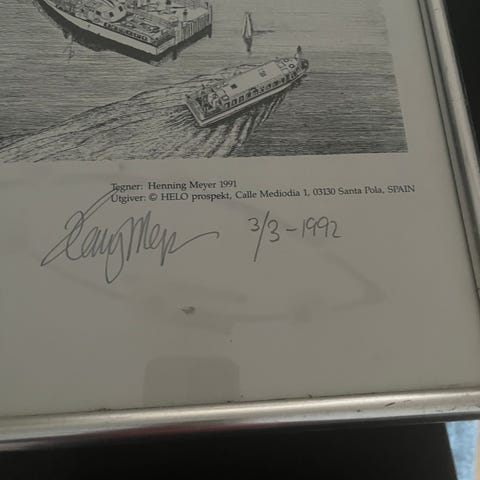 Tegner: Henning Meyer 1991
Utgiver: © HELO prospekt, Calle Mediodia 1, 03130 Santa Pola, SPAIN
3/3-1992